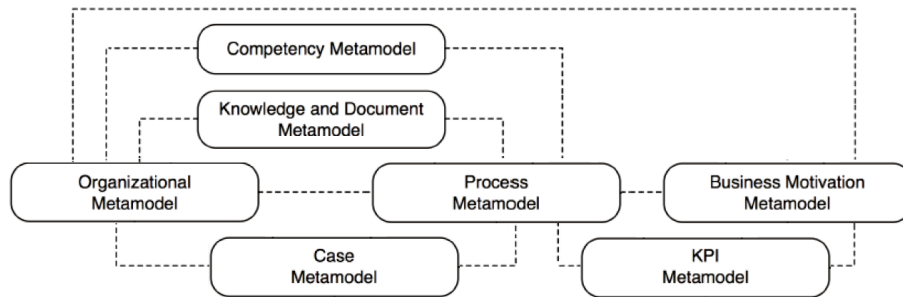 Competency Metamodel
Knowledge and Document
Metamodel
Organizational
Metamodel
Process
Metamodel
Business Motivation
Metamodel
Case
Metamodel
KPI
Metamodel